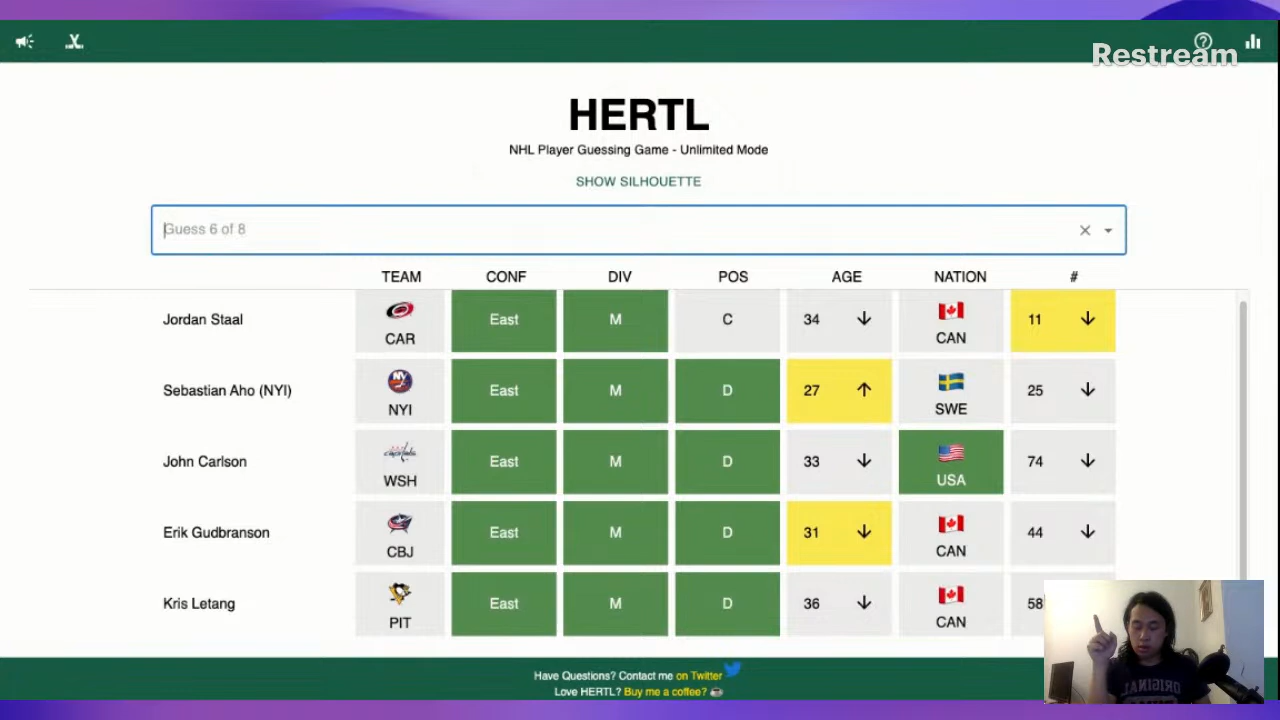 Restream
HERTL
NHL Player Guessing Game - Unlimited Mode
SHOW SILHOUETTE
Guess 6 of 8
TEAM CONF DIV POS AGE NATION #
Jordan Staal CAR East M C 34 CAN 11
Sebastian Aho (NYI) NYI East M D 27 SWE 25
John Carlson WSH East M D 33 USA 74
Erik Gudbranson CBJ East M D 31 CAN 44
Kris Letang PIT East M D 36 CAN 58
Have Questions? Contact me on Twitter
Love HERTL? Buy me a coffee?
ORIGINAL